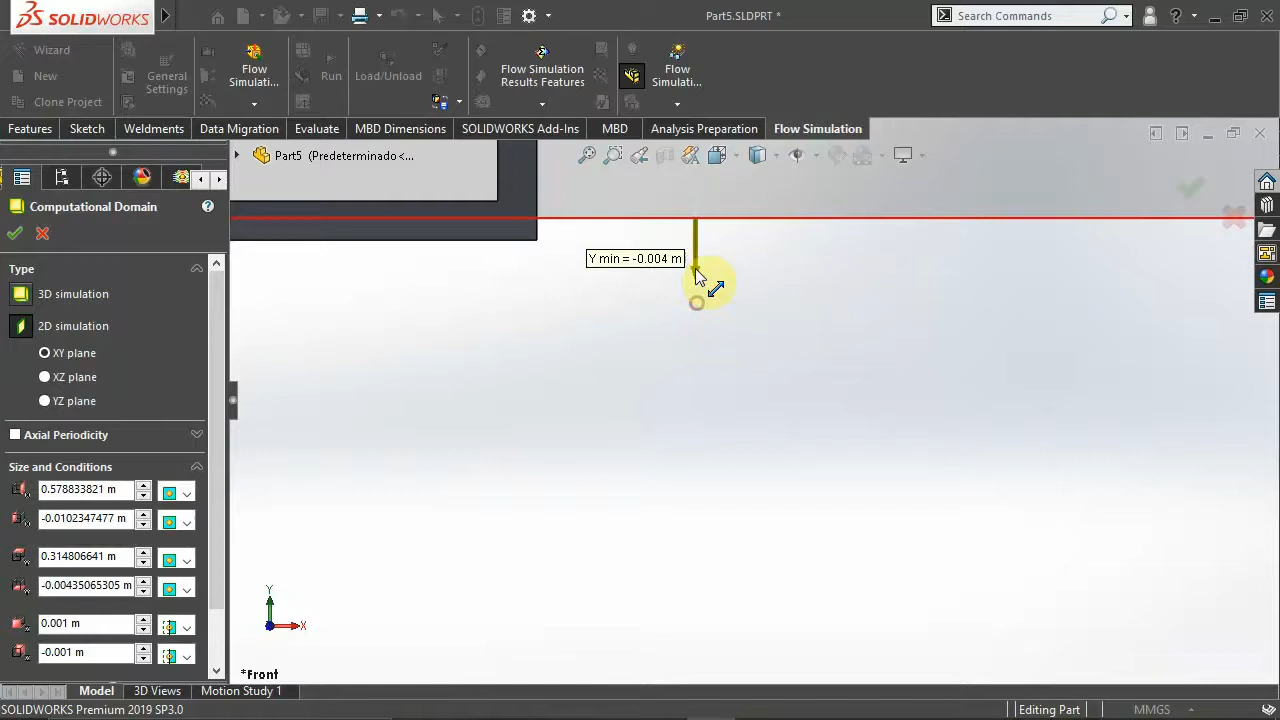 SOLIDWORKS
Part5.SLDPRT *
Search Commands
?
Wizard
New
Clone Project
General
Settings
Flow
Simulati...
Run
Load/Unload
Flow Simulation
Results Features
Flow
Simulati...
Features
Sketch
Weldments
Data Migration
Evaluate
MBD Dimensions
SOLIDWORKS Add-Ins
MBD
Analysis Preparation
Flow Simulation
Part5 (Predeterminado <...
Computational Domain
?
Type
3D simulation
2D simulation
XY plane
XZ plane
YZ plane
Axial Periodicity
Size and Conditions
0.578833821 m
-0.0102347477 m
0.314806641 m
-0.00435065305 m
0.001 m
-0.001 m
Y min = -0.004 m
Y
X
*Front
Model
3D Views
Motion Study 1
SOLIDWORKS Premium 2019 SP3.0
Editing Part
MMGS